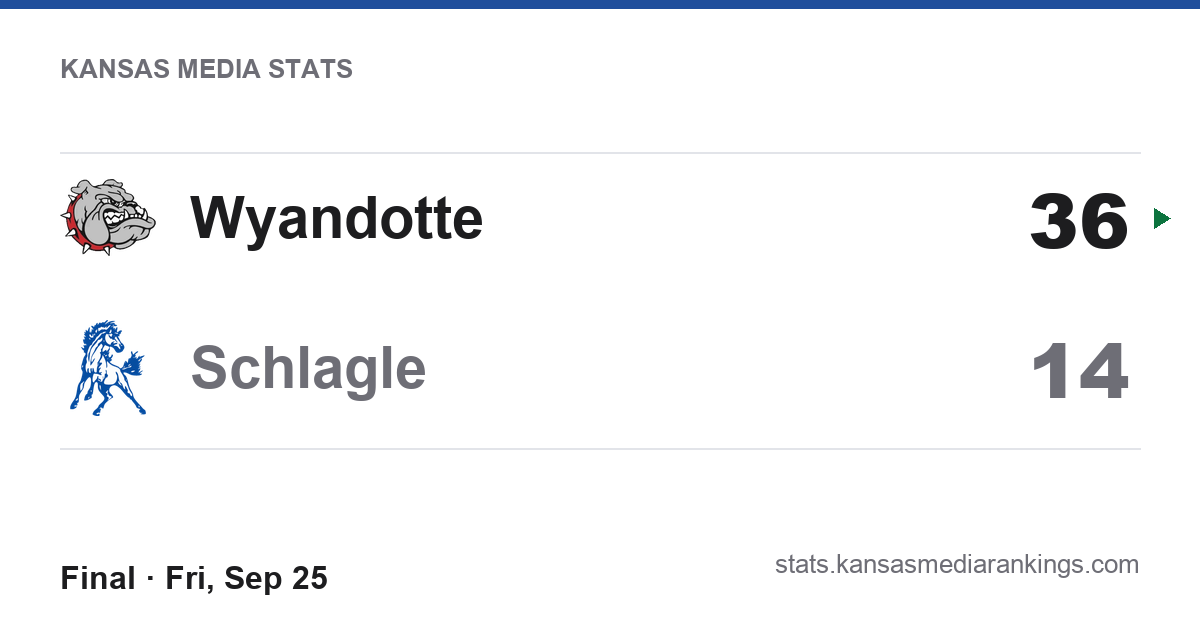 KANSAS MEDIA STATS
Wyandotte 36
Schlagle 14
Final · Fri, Sep 25
stats.kansasmediarankings.com